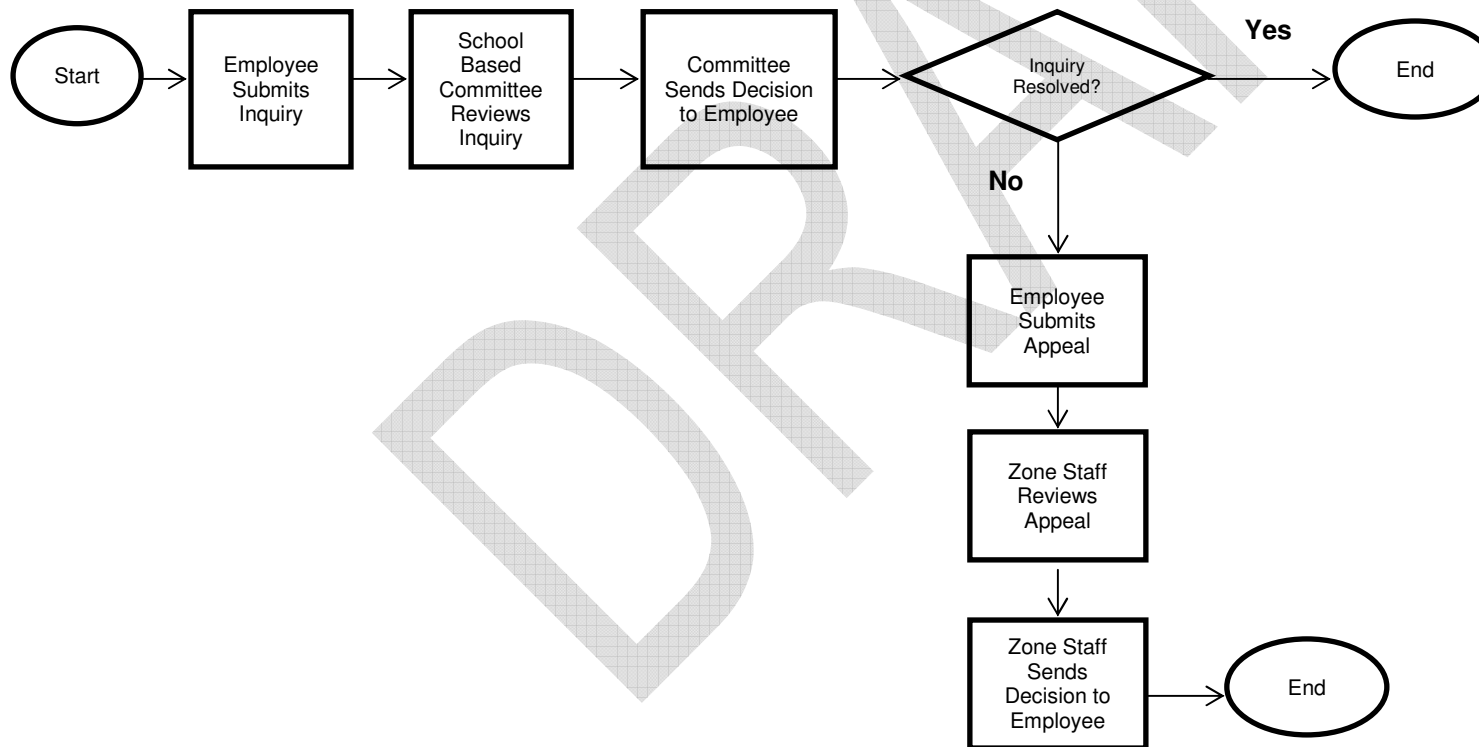 Start
Employee
Submits
Inquiry
School
Based
Committee
Reviews
Inquiry
Committee
Sends Decision
to Employee
Inquiry
Resolved?
Yes
End
No
Employee
Submits
Appeal
Zone Staff
Reviews
Appeal
Zone Staff
Sends
Decision to
Employee
End